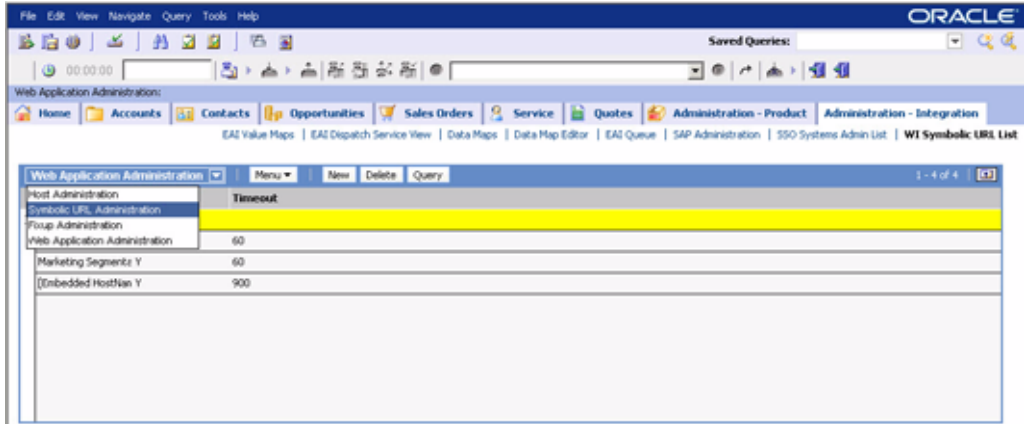 File Edit View Navigate Query Tools Help
ORACLE
Saved Queries:
00:00:00
Web Application Administration:
Home Accounts Contacts Opportunities Sales Orders Service Quotes Administration - Product Administration - Integration
EAI Value Maps | EAI Dispatch Service View | Data Maps | Data Map Editor | EAI Queue | SAP Administration | SSO Systems Admin List | WI Symbolic URL List
Web Application Administration Menu New Delete Query 1 - 4 of 4
Host Administration
Timeout
Symbolic URL Administration
Fixup Administration
Web Application Administration 60
Marketing Segments Y 60
[Embedded HostNan Y 900